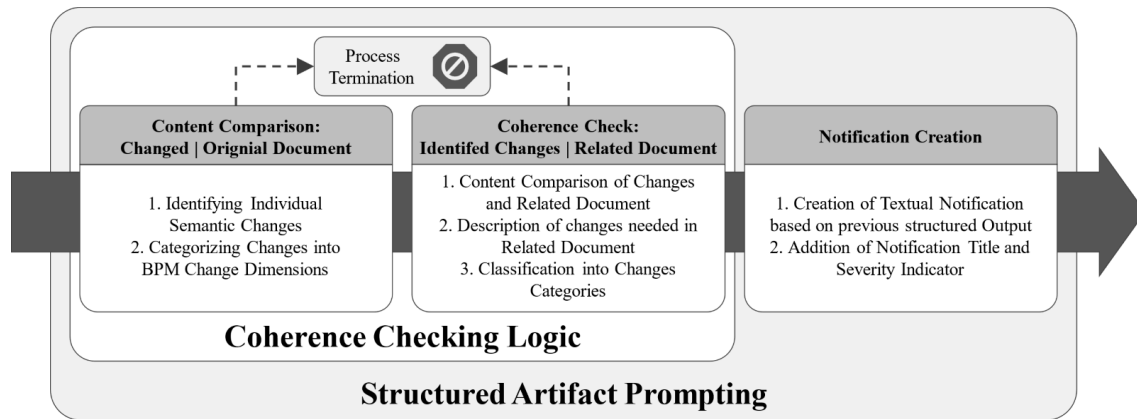 Process
Termination
Content Comparison:
Changed | Orignial Document
1. Identifying Individual
Semantic Changes
2. Categorizing Changes into
BPM Change Dimensions
Coherence Check:
Identifed Changes | Related Document
1. Content Comparison of Changes
and Related Document
2. Description of changes needed in
Related Document
3. Classification into Changes
Categories
Notification Creation
1. Creation of Textual Notification
based on previous structured Output
2. Addition of Notification Title and
Severity Indicator
Coherence Checking Logic
Structured Artifact Prompting